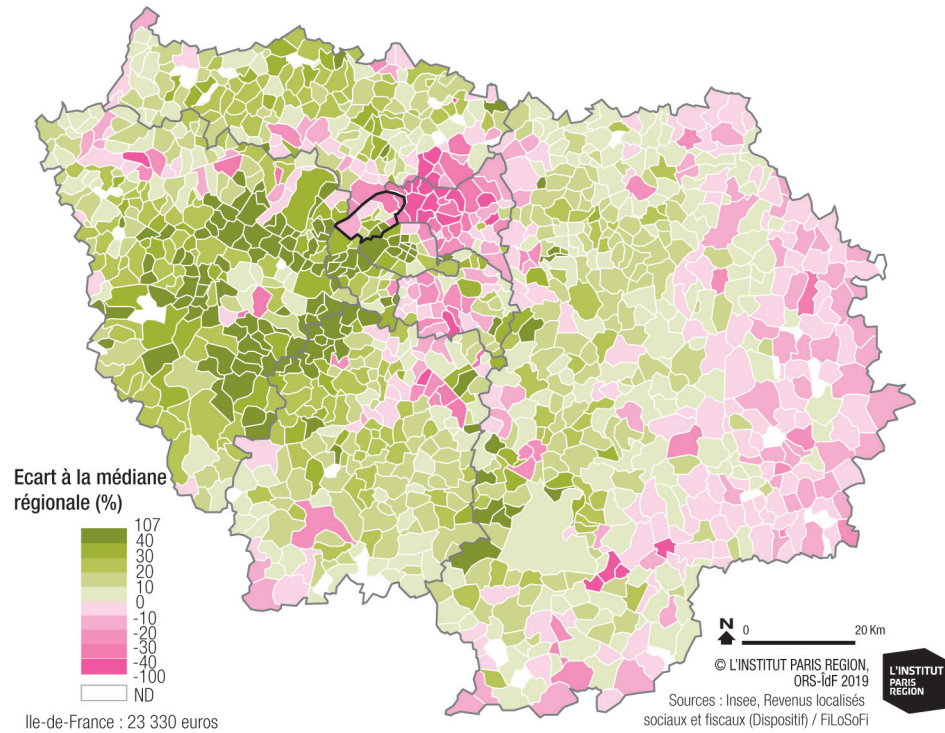 Ecart à la médiane
régionale (%)
107
40
30
20
10
0
-10
-20
-30
-40
-100
ND
Ile-de-France : 23 330 euros
N
0 20 Km
© L'INSTITUT PARIS REGION,
ORS-îdF 2019
Sources : Insee, Revenus localisés
sociaux et fiscaux (Dispositif) / FiLoSoFi
L'INSTITUT
PARIS
REGION